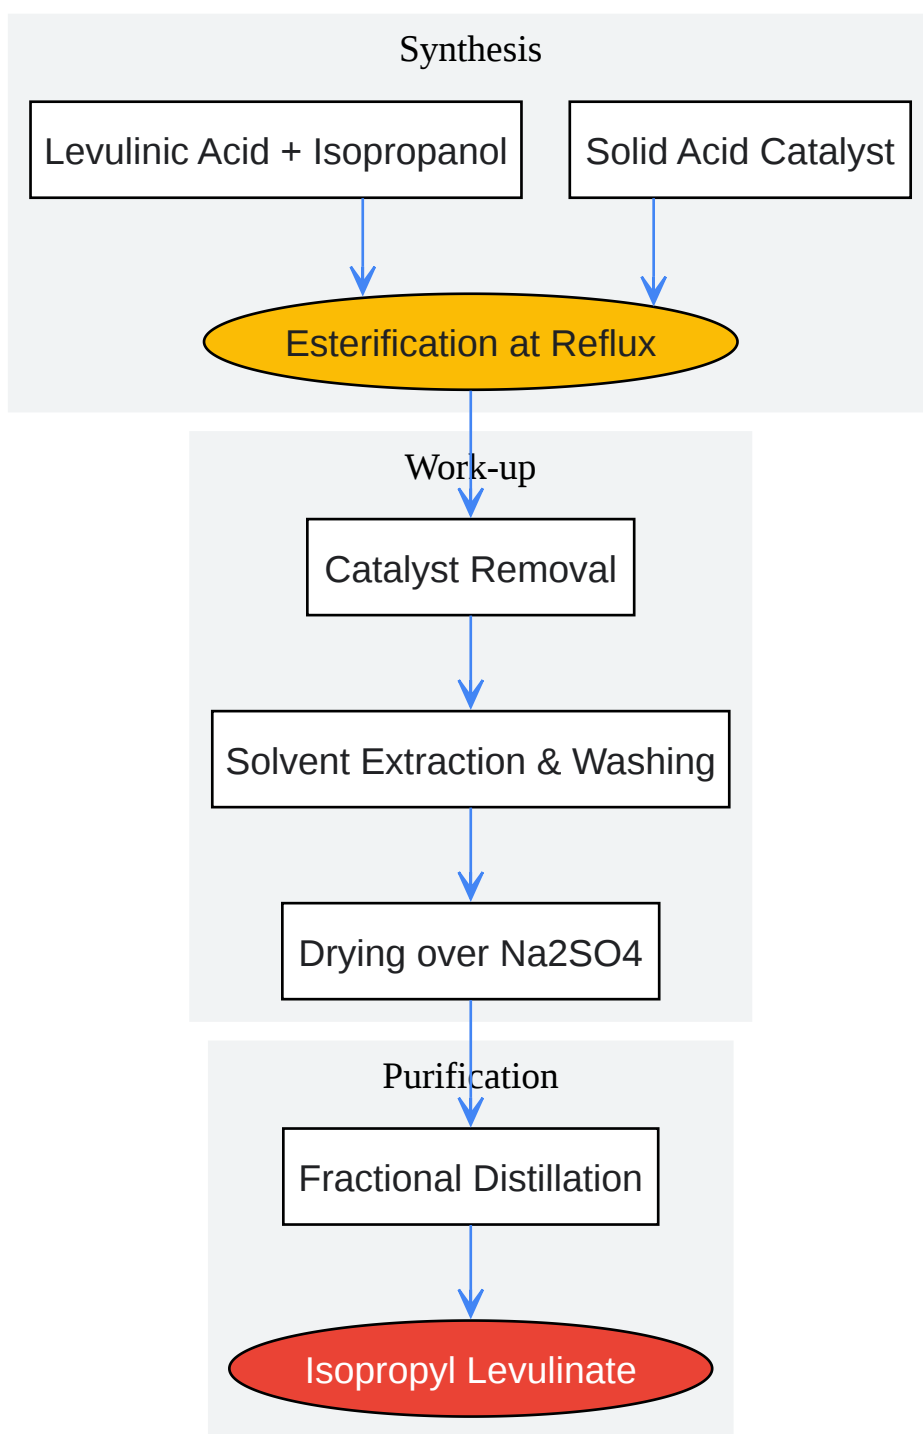 Synthesis
Levulinic Acid + Isopropanol
Solid Acid Catalyst
Esterification at Reflux
Work-up
Catalyst Removal
Solvent Extraction & Washing
Drying over Na2SO4
Purification
Fractional Distillation
Isopropyl Levulinate